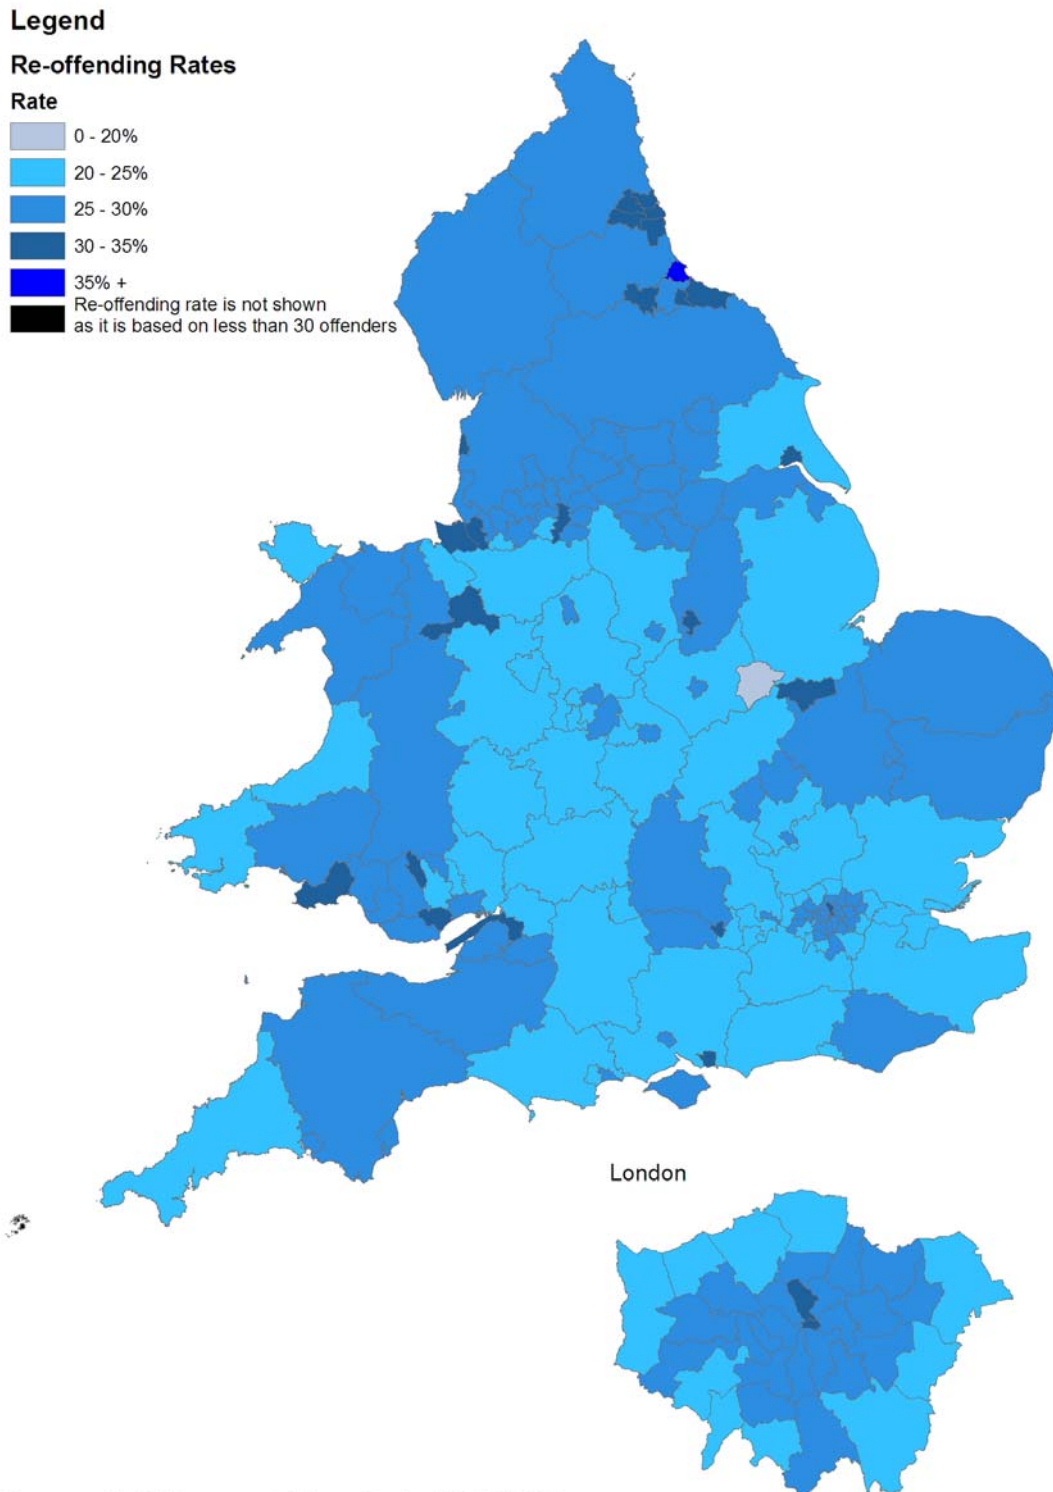 Legend
Re-offending Rates
Rate
0 - 20%
20 - 25%
25 - 30%
30 - 35%
35% +
Re-offending rate is not shown
as it is based on less than 30 offenders
London